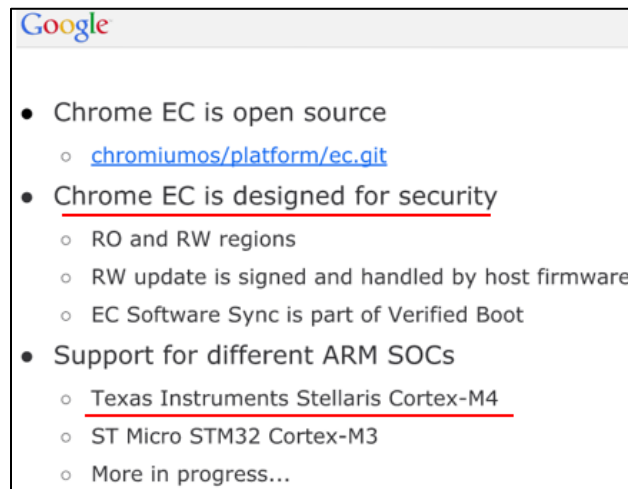 Google
● Chrome EC is open source
○ chromiumos/platform/ec.git
● Chrome EC is designed for security
○ RO and RW regions
○ RW update is signed and handled by host firmware
○ EC Software Sync is part of Verified Boot
● Support for different ARM SOCs
○ Texas Instruments Stellaris Cortex-M4
○ ST Micro STM32 Cortex-M3
○ More in progress...